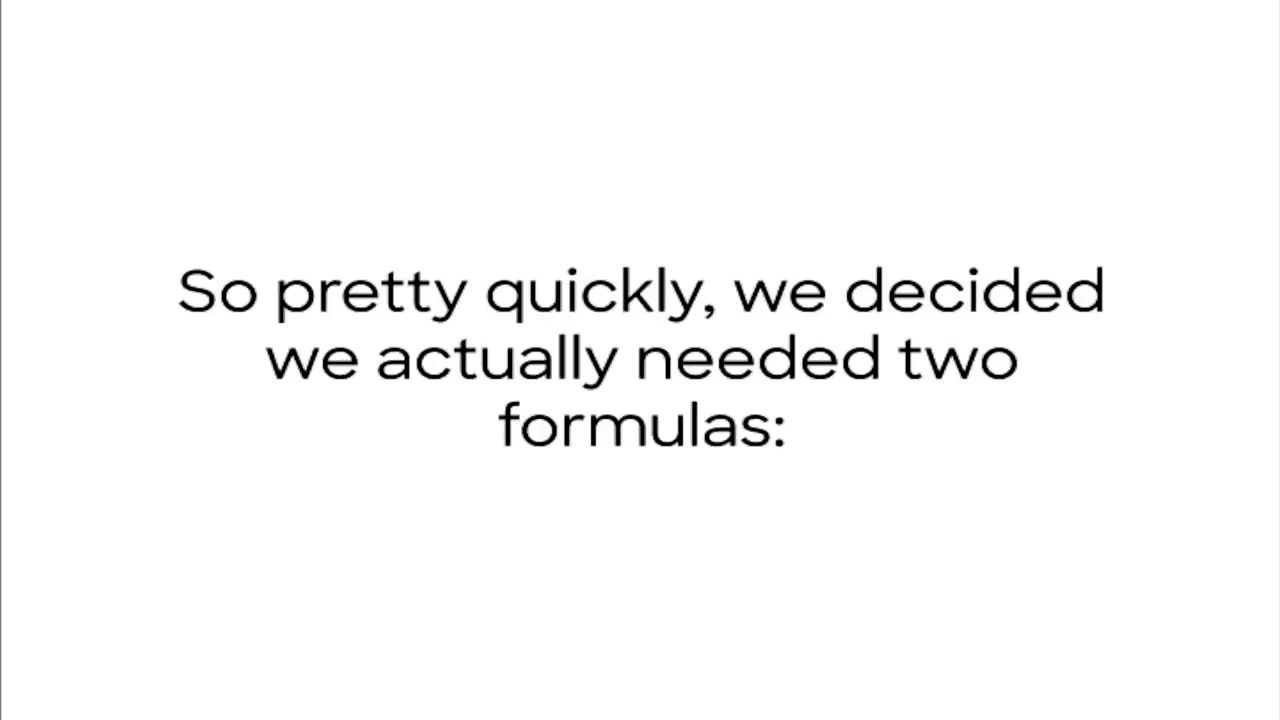 So pretty quickly, we decided
we actually needed two
formulas: